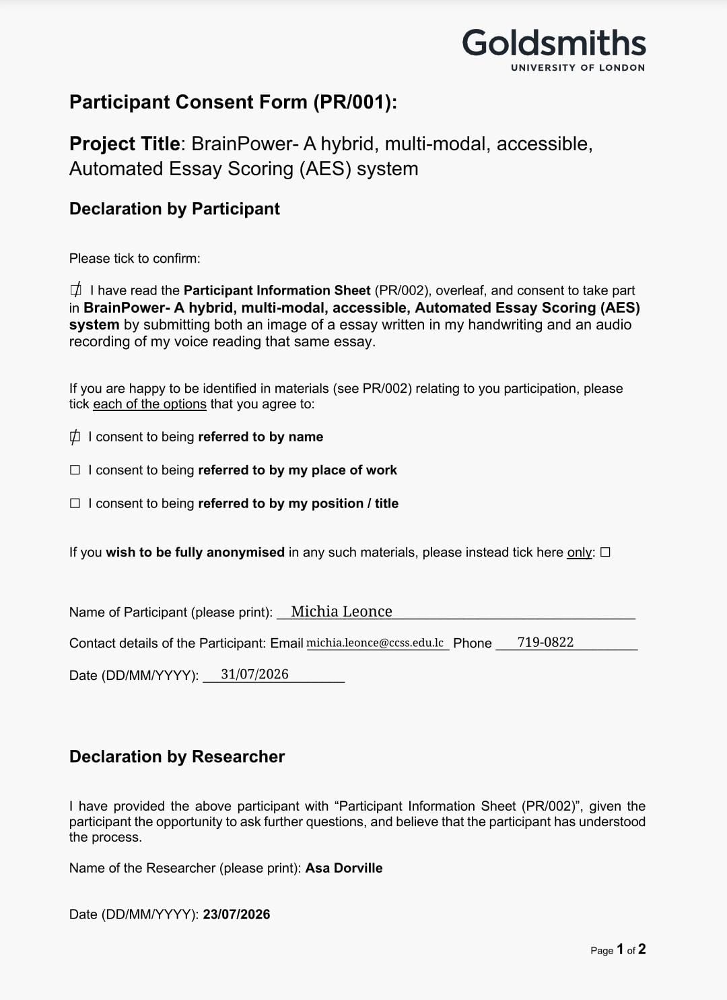 Goldsmiths
UNIVERSITY OF LONDON
Participant Consent Form (PR/001):
Project Title: BrainPower- A hybrid, multi-modal, accessible,
Automated Essay Scoring (AES) system
Declaration by Participant
Please tick to confirm:
I have read the Participant Information Sheet (PR/002), overleaf, and consent to take part
in BrainPower- A hybrid, multi-modal, accessible, Automated Essay Scoring (AES)
system by submitting both an image of a essay written in my handwriting and an audio
recording of my voice reading that same essay.
If you are happy to be identified in materials (see PR/002) relating to you participation, please
tick each of the options that you agree to:
I consent to being referred to by name
☐ I consent to being referred to by my place of work
☐ I consent to being referred to by my position / title
If you wish to be fully anonymised in any such materials, please instead tick here only: ☐
Name of Participant (please print): Michia Leonce
Contact details of the Participant: Email michia.leonce@ccss.edu.lc Phone 719-0822
Date (DD/MM/YYYY): 31/07/2026
Declaration by Researcher
I have provided the above participant with “Participant Information Sheet (PR/002)”, given the
participant the opportunity to ask further questions, and believe that the participant has understood
the process.
Name of the Researcher (please print): Asa Dorville
Date (DD/MM/YYYY): 23/07/2026
Page 1 of 2